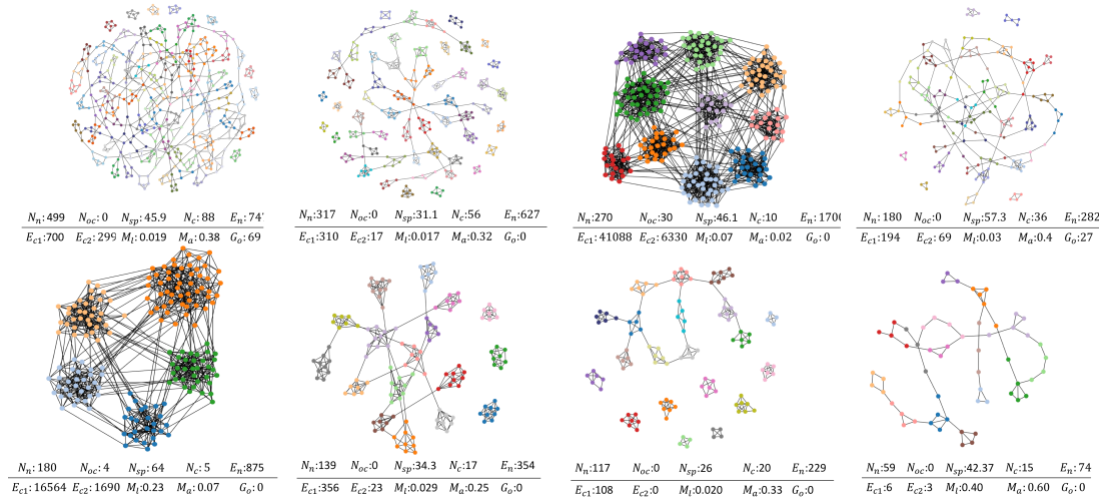 N_n:499 N_oc:0 N_sp:45.9 N_c:88 E_n:74
E_c1:700 E_c2:299 M_l:0.019 M_a:0.38 G_o:69
N_n:317 N_oc:0 N_sp:31.1 N_c:56 E_n:627
E_c1:310 E_c2:17 M_l:0.017 M_a:0.32 G_o:0
N_n:270 N_oc:30 N_sp:46.1 N_c:10 E_n:1700
E_c1:41088 E_c2:6330 M_l:0.07 M_a:0.02 G_o:0
N_n:180 N_oc:0 N_sp:57.3 N_c:36 E_n:282
E_c1:194 E_c2:69 M_l:0.03 M_a:0.4 G_o:27
N_n:180 N_oc:4 N_sp:64 N_c:5 E_n:875
E_c1:16564 E_c2:1690 M_l:0.23 M_a:0.07 G_o:0
N_n:139 N_oc:0 N_sp:34.3 N_c:17 E_n:354
E_c1:356 E_c2:23 M_l:0.029 M_a:0.25 G_o:0
N_n:117 N_oc:0 N_sp:26 N_c:20 E_n:229
E_c1:108 E_c2:0 M_l:0.020 M_a:0.33 G_o:0
N_n:59 N_oc:0 N_sp:42.37 N_c:15 E_n:74
E_c1:6 E_c2:3 M_l:0.40 M_a:0.60 G_o:0